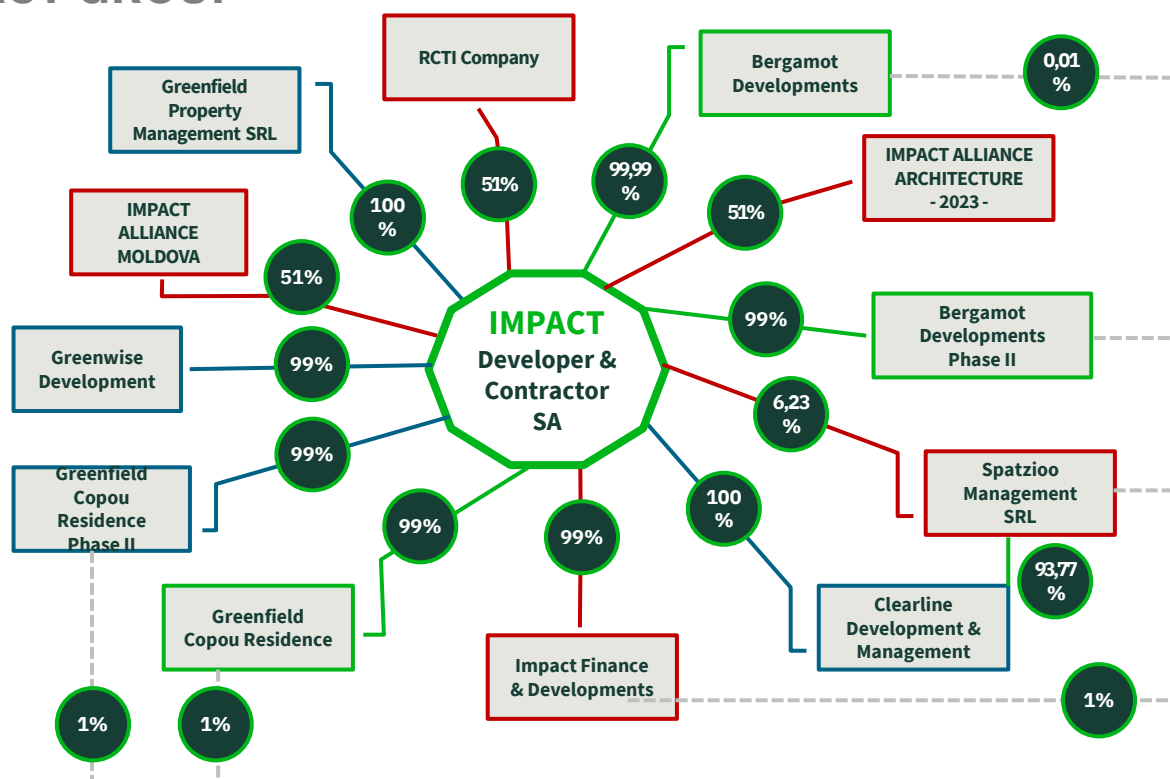 RCTI Company
Bergamot
Developments
0,01
%
Greenfield
Property
Management SRL
IMPACT ALLIANCE
ARCHITECTURE
- 2023 -
51%
99,99
%
51%
100
%
IMPACT
ALLIANCE
MOLDOVA
51%
Bergamot
Developments
Phase II
99%
IMPACT
Developer &
Contractor
SA
Greenwise
Development
99%
6,23
%
99%
Greenfield
Copou
Residence
Phase II
Spatzioo
Management
SRL
100
%
99%
99%
93,77
%
Greenfield
Copou Residence
Clearline
Development &
Management
Impact Finance
& Developments
1%
1%
1%